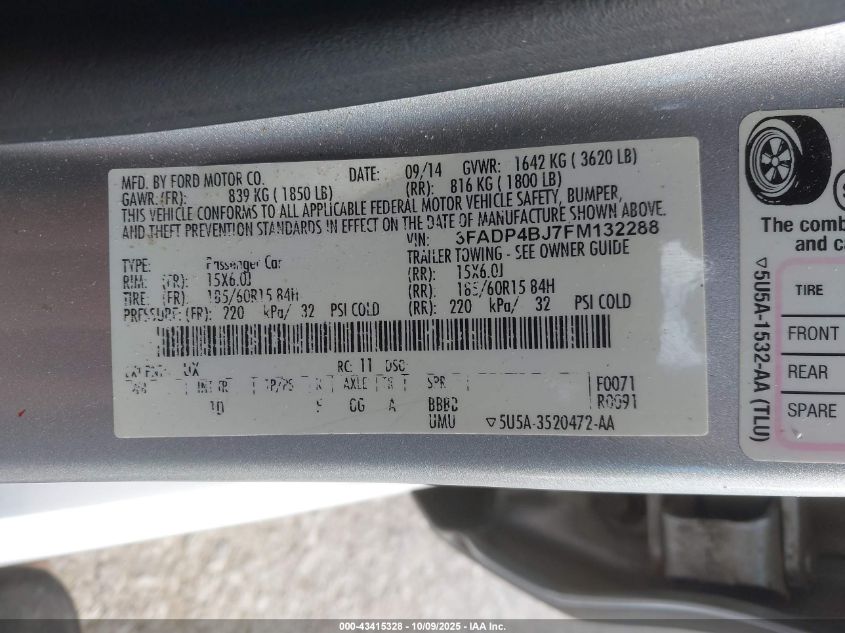 MFD. BY FORD MOTOR CO. DATE: 09/14 GVWR: 1642 KG ( 3620 LB)
GAWR: (FR): 839 KG ( 1850 LB) (RR): 816 KG ( 1800 LB)
THIS VEHICLE CONFORMS TO ALL APPLICABLE FEDERAL MOTOR VEHICLE SAFETY, BUMPER,
AND THEFT PREVENTION STANDARDS IN EFFECT ON THE DATE OF MANUFACTURE SHOWN ABOVE.
VIN: 3FADP4BJ7FM132288
TYPE: Passenger Car TRAILER TOWING - SEE OWNER GUIDE
RIM: (FR): 15X6.0J (RR): 15X6.0J
TIRE: (FR): 185/60R15 84H (RR): 185/60R15 84H
PRESSURE: (FR): 220 kPa/ 32 PSI COLD (RR): 220 kPa/ 32 PSI COLD
UX RC: 11 DSO:
AXLE SPR F0071
10 A BBBB R0091
UMU ▽5U5A-3520472-AA
The comb
and ca
TIRE
FRONT
REAR
SPARE
▽5U5A-1532-AA (TLU)
000-43415328 - 10/09/2025 - IAA Inc.